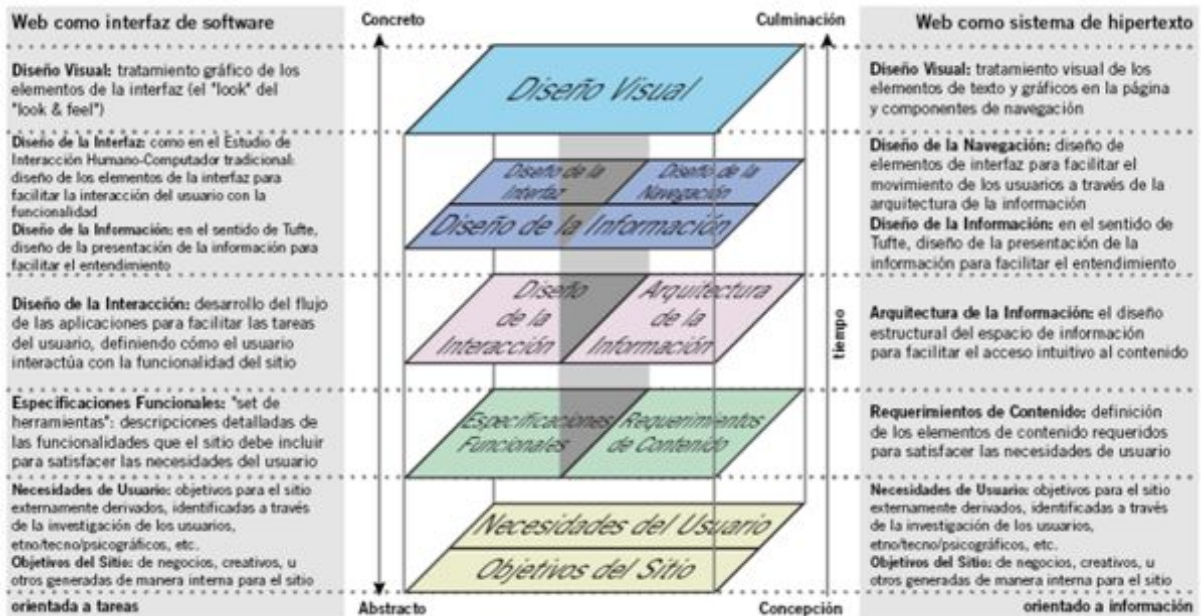 Web como interfaz de software
Diseño Visual: tratamiento gráfico de los
elementos de la interfaz (el "look" del
"look & feel")
Diseño de la Interfaz: como en el Estudio de
Interacción Humano-Computador tradicional:
diseño de los elementos de la interfaz para
facilitar la interacción del usuario con la
funcionalidad
Diseño de la Información: en el sentido de Tufte,
diseño de la presentación de la información para
facilitar el entendimiento
Diseño de la Interacción: desarrollo del flujo
de las aplicaciones para facilitar las tareas
del usuario, definiendo cómo el usuario
interactúa con la funcionalidad del sitio
Especificaciones Funcionales: "set de
herramientas": descripciones detalladas de
las funcionalidades que el sitio debe incluir
para satisfacer las necesidades del usuario
Necesidades de Usuario: objetivos para el sitio
externamente derivados, identificadas a través
de la investigación de los usuarios,
etno/tecno/psicográficos, etc.
Objetivos del Sitio: de negocios, creativos, u
otros generadas de manera interna para el sitio
orientada a tareas
Concreto
Culminación
Diseño Visual
Diseño de la
Interfaz
Diseño de la
Navegación
Diseño de la Información
Diseño
de la
Interacción
Arquitectura
de la
Información
Especificaciones
Funcionales
Requerimientos
de Contenido
Necesidades del Usuario
Objetivos del Sitio
tiempo
Abstracto
Concepción
Web como sistema de hipertexto
Diseño Visual: tratamiento visual de los
elementos de texto y gráficos en la página
y componentes de navegación
Diseño de la Navegación: diseño de
elementos de interfaz para facilitar el
movimiento de los usuarios a través de la
arquitectura de la información
Diseño de la Información: en el sentido de
Tufte, diseño de la presentación de la
información para facilitar el entendimiento
Arquitectura de la Información: el diseño
estructural del espacio de información
para facilitar el acceso intuitivo al contenido
Requerimientos de Contenido: definición
de los elementos de contenido requeridos
para satisfacer las necesidades de usuario
Necesidades de Usuario: objetivos para el sitio
externamente derivados, identificadas a través
de la investigación de los usuarios,
etno/tecno/psicográficos, etc.
Objetivos del Sitio: de negocios, creativos, u
otros generadas de manera interna para el sitio
orientado a información